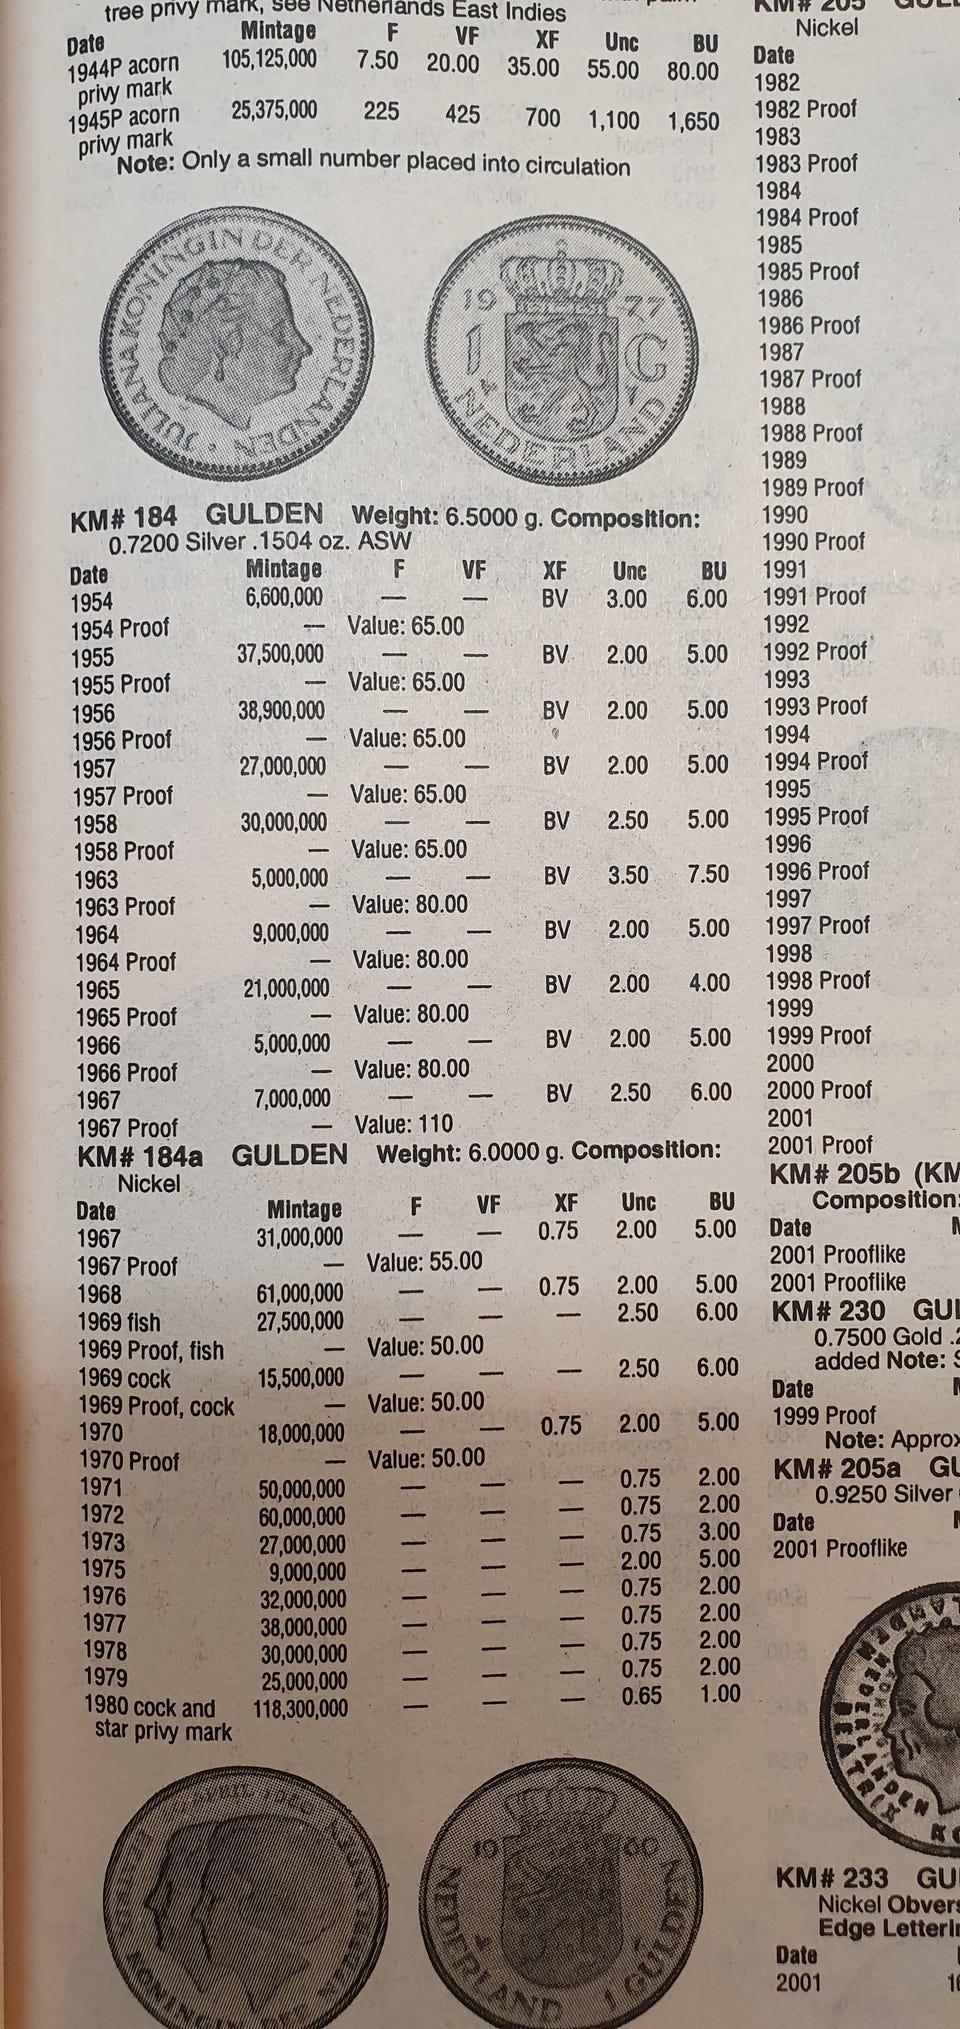 tree privy mark, see Netherlands East Indies
Date Mintage F VF XF Unc BU
1944P acorn 105,125,000 7.50 20.00 35.00 55.00 80.00
privy mark
1945P acorn 25,375,000 225 425 700 1,100 1,650
privy mark
Note: Only a small number placed into circulation
JULIANA KONINGIN DER NEDERLANDEN
19 77
1 G
NEDERLAND
KM# 184 GULDEN Weight: 6.5000 g. Composition:
0.7200 Silver .1504 oz. ASW
Date Mintage F VF XF Unc BU
1954 6,600,000 — — BV 3.00 6.00
1954 Proof — Value: 65.00
1955 37,500,000 — — BV 2.00 5.00
1955 Proof — Value: 65.00
1956 38,900,000 — — BV 2.00 5.00
1956 Proof — Value: 65.00
1957 27,000,000 — — BV 2.00 5.00
1957 Proof — Value: 65.00
1958 30,000,000 — — BV 2.50 5.00
1958 Proof — Value: 65.00
1963 5,000,000 — — BV 3.50 7.50
1963 Proof — Value: 80.00
1964 9,000,000 — — BV 2.00 5.00
1964 Proof — Value: 80.00
1965 21,000,000 — — BV 2.00 4.00
1965 Proof — Value: 80.00
1966 5,000,000 — — BV 2.00 5.00
1966 Proof — Value: 80.00
1967 7,000,000 — — BV 2.50 6.00
1967 Proof — Value: 110
KM# 184a GULDEN Weight: 6.0000 g. Composition:
Nickel
Date Mintage F VF XF Unc BU
1967 31,000,000 — — 0.75 2.00 5.00
1967 Proof — Value: 55.00
1968 61,000,000 — — 0.75 2.00 5.00
1969 fish 27,500,000 — — — 2.50 6.00
1969 Proof, fish — Value: 50.00
1969 cock 15,500,000 — — — 2.50 6.00
1969 Proof, cock — Value: 50.00
1970 18,000,000 — — 0.75 2.00 5.00
1970 Proof — Value: 50.00
1971 50,000,000 — — — 0.75 2.00
1972 60,000,000 — — — 0.75 2.00
1973 27,000,000 — — — 0.75 3.00
1975 9,000,000 — — — 2.00 5.00
1976 32,000,000 — — — 0.75 2.00
1977 38,000,000 — — — 0.75 2.00
1978 30,000,000 — — — 0.75 2.00
1979 25,000,000 — — — 0.75 2.00
1980 cock and 118,300,000 — — — 0.65 1.00
star privy mark
NEDERLAND 1 GULDEN
KM# 205
Nickel
Date
1982
1982 Proof
1983
1983 Proof
1984
1984 Proof
1985
1985 Proof
1986
1986 Proof
1987
1987 Proof
1988
1988 Proof
1989
1989 Proof
1990
1990 Proof
1991
1991 Proof
1992
1992 Proof
1993
1993 Proof
1994
1994 Proof
1995
1995 Proof
1996
1996 Proof
1997
1997 Proof
1998
1998 Proof
1999
1999 Proof
2000
2000 Proof
2001
2001 Proof
KM# 205b (KM
Composition:
Date
2001 Prooflike
2001 Prooflike
KM# 230 GUL
0.7500 Gold
added Note:
Date
1999 Proof
Note: Approx
KM# 205a GU
0.9250 Silver
Date
2001 Prooflike
BEATRIX
KM# 233 GUL
Nickel Obvers
Edge Letterin
Date
2001